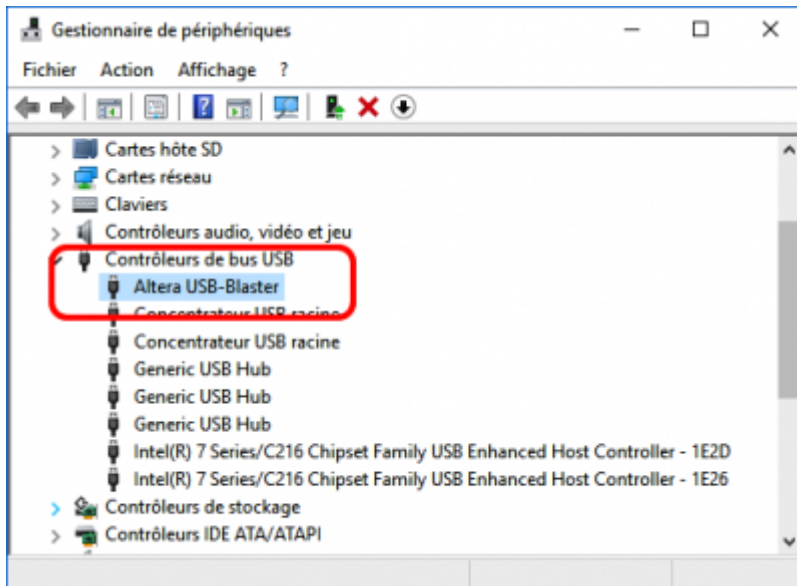 Gestionnaire de périphériques
Fichier Action Affichage ?
Cartes hôte SD
Cartes réseau
Claviers
Contrôleurs audio, vidéo et jeu
Contrôleurs de bus USB
Altera USB-Blaster
Concentrateur USB racine
Concentrateur USB racine
Generic USB Hub
Generic USB Hub
Generic USB Hub
Intel(R) 7 Series/C216 Chipset Family USB Enhanced Host Controller - 1E2D
Intel(R) 7 Series/C216 Chipset Family USB Enhanced Host Controller - 1E26
Contrôleurs de stockage
Contrôleurs IDE ATA/ATAPI